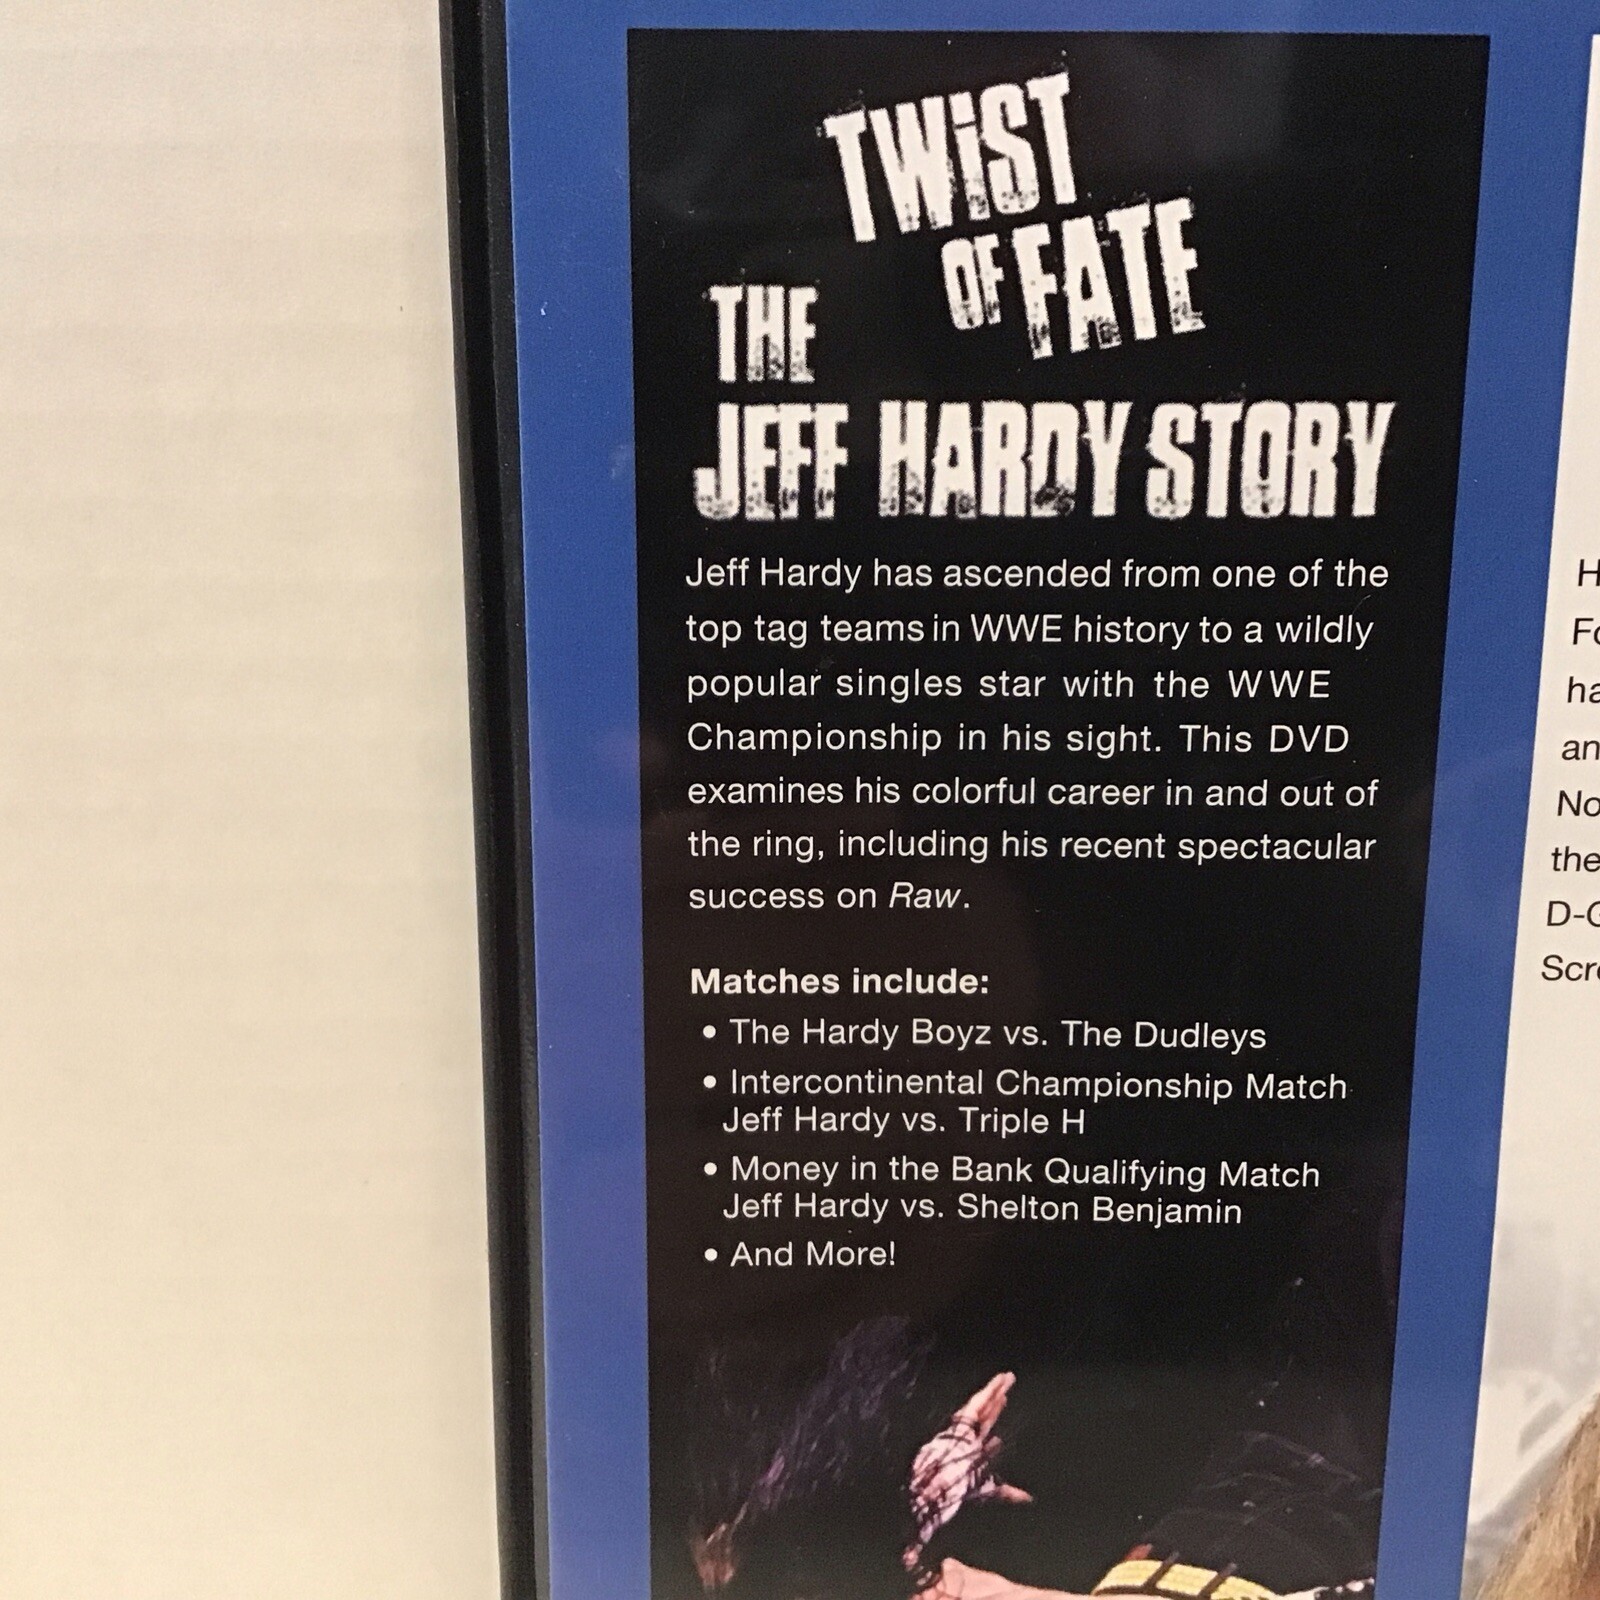 TWiST
OF FATE
THE
JEFF HARDY STORY
Jeff Hardy has ascended from one of the
top tag teams in WWE history to a wildly
popular singles star with the WWE
Championship in his sight. This DVD
examines his colorful career in and out of
the ring, including his recent spectacular
success on Raw.
Matches include:
• The Hardy Boyz vs. The Dudleys
• Intercontinental Championship Match
Jeff Hardy vs. Triple H
• Money in the Bank Qualifying Match
Jeff Hardy vs. Shelton Benjamin
• And More!
the